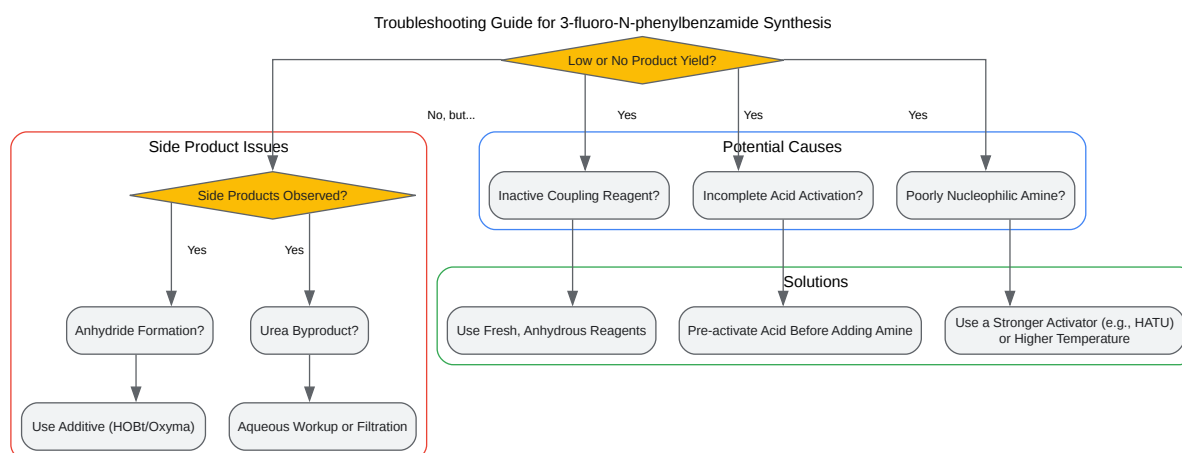 Troubleshooting Guide for 3-fluoro-N-phenylbenzamide Synthesis
Low or No Product Yield?
No, but...
Yes
Yes
Yes
Side Product Issues
Potential Causes
Side Products Observed?
Inactive Coupling Reagent?
Incomplete Acid Activation?
Poorly Nucleophilic Amine?
Yes
Yes
Solutions
Anhydride Formation?
Urea Byproduct?
Use Fresh, Anhydrous Reagents
Pre-activate Acid Before Adding Amine
Use a Stronger Activator (e.g., HATU)
or Higher Temperature
Use Additive (HOBt/Oxyma)
Aqueous Workup or Filtration